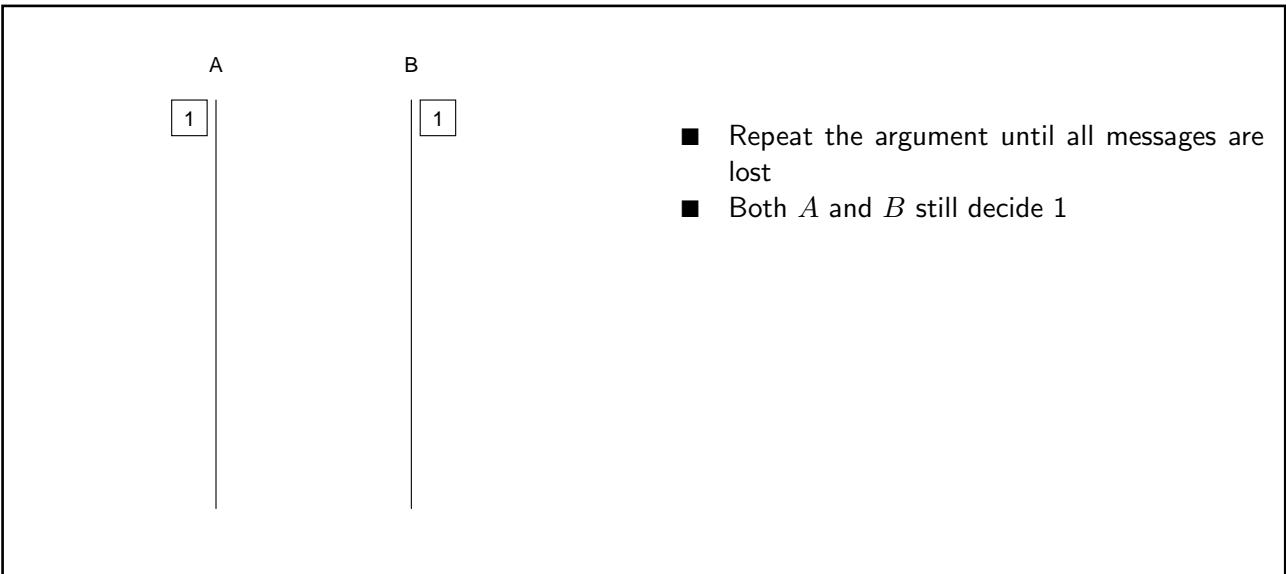 A B
1 1
■ Repeat the argument until all messages are
lost
■ Both A and B still decide 1